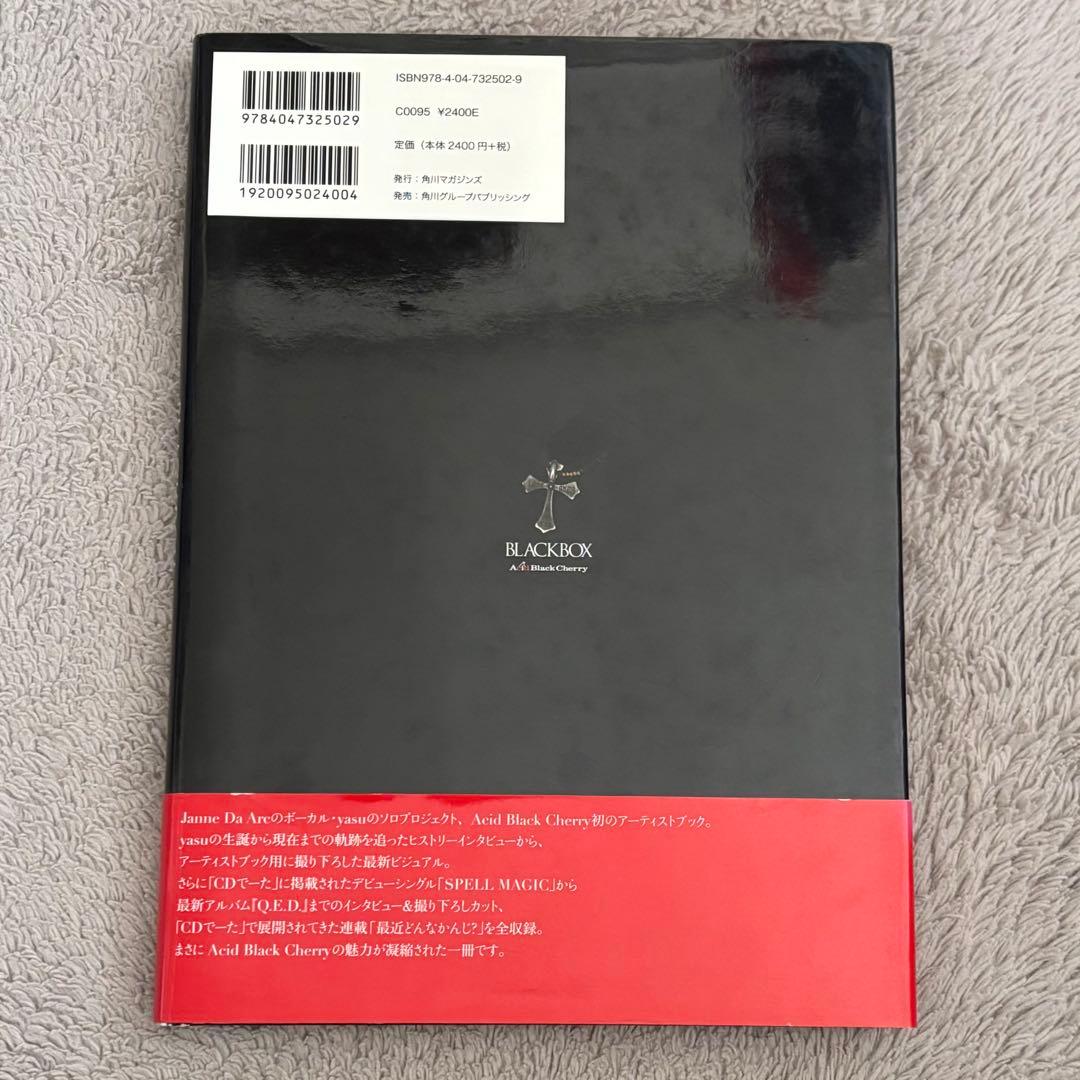 ISBN978-4-04-732502-9
9784047325029
C0095 ¥2400E
定価(本体2400円+税)
1920095024004
発行:角川マガジンズ
発売:角川グループパブリッシング
BLACKBOX
Acid Black Cherry
Janne Da Arcのボーカル・yasuのソロプロジェクト、Acid Black Cherry初のアーティストブック。
yasuの生誕から現在までの軌跡を追ったヒストリーインタビューから、
アーティストブック用に撮り下ろした最新ビジュアル。
さらに「CDでーた」に掲載されたデビューシングル「SPELL MAGIC」から
最新アルバム『Q.E.D.』までのインタビュー&撮り下ろしカット、
「CDでーた」で展開されてきた連載「最近どんなかんじ?」を全収録。
まさに Acid Black Cherryの魅力が凝縮された一冊です。